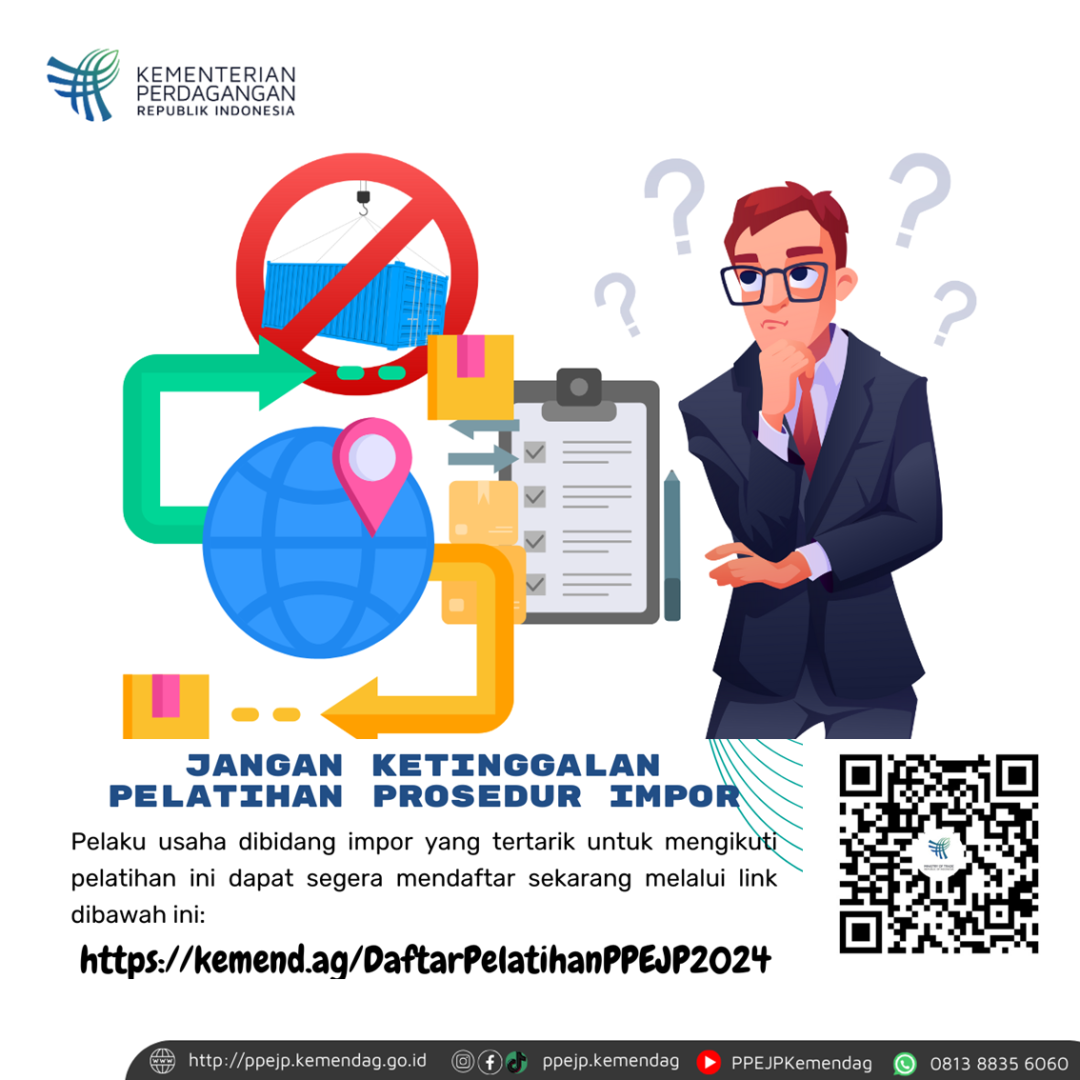 KEMENTERIAN
PERDAGANGAN
REPUBLIK INDONESIA
JANGAN KETINGGALAN
PELATIHAN PROSEDUR IMPOR
Pelaku usaha dibidang impor yang tertarik untuk mengikuti
pelatihan ini dapat segera mendaftar sekarang melalui link
dibawah ini:
https://kemend.ag/DaftarPelatihanPPEJP2024
http://ppejp.kemendag.go.id ppejp.kemendag PPEJPKemendag 0813 8835 6060